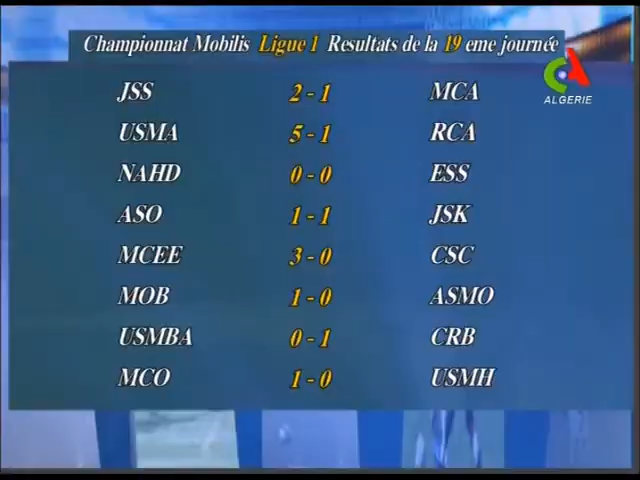 Championnat Mobilis Ligue 1 Resultats de la 19 eme journée
JSS 2 - 1 MCA
ALGERIE
USMA 5 - 1 RCA
NAHD 0 - 0 ESS
ASO 1 - 1 JSK
MCEE 3 - 0 CSC
MOB 1 - 0 ASMO
USMBA 0 - 1 CRB
MCO 1 - 0 USMH